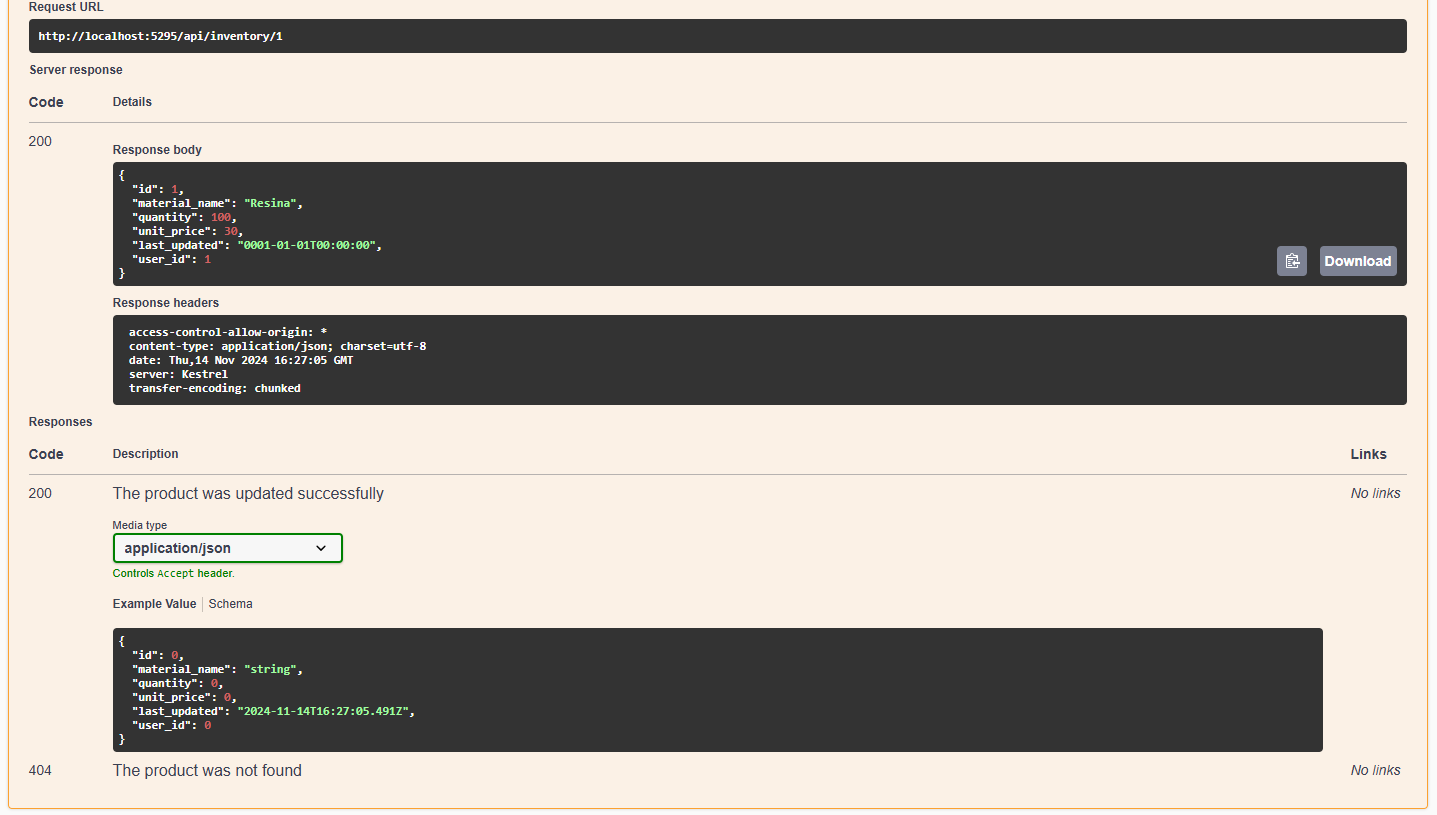 Request URL
http://localhost:5295/api/inventory/1
Server response
Code Details
200
Response body
{
  "id": 1,
  "material_name": "Resina",
  "quantity": 100,
  "unit_price": 30,
  "last_updated": "0001-01-01T00:00:00",
  "user_id": 1
}
Download
Response headers
access-control-allow-origin: *
content-type: application/json; charset=utf-8
date: Thu,14 Nov 2024 16:27:05 GMT
server: Kestrel
transfer-encoding: chunked
Responses
Code Description Links
200 The product was updated successfully No links
Media type
application/json
Controls Accept header.
Example Value Schema
{
  "id": 0,
  "material_name": "string",
  "quantity": 0,
  "unit_price": 0,
  "last_updated": "2024-11-14T16:27:05.491Z",
  "user_id": 0
}
404 The product was not found No links